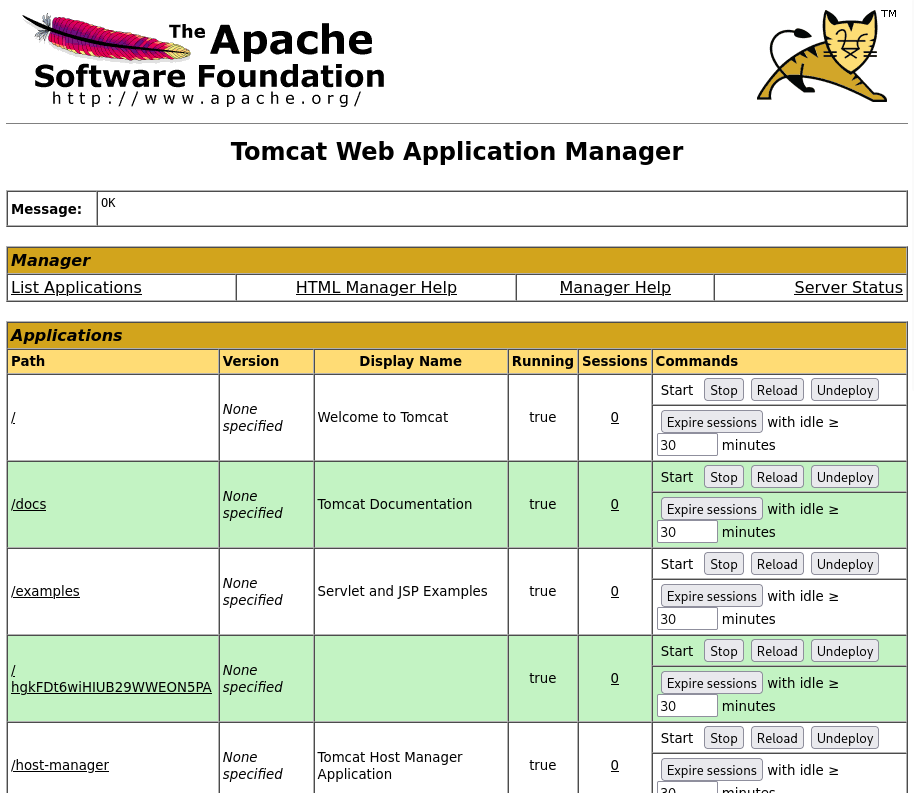 The Apache
Software Foundation
http://www.apache.org/
TM
Tomcat Web Application Manager
Message: OK
Manager
List Applications HTML Manager Help Manager Help Server Status
Applications
Path Version Display Name Running Sessions Commands
/ None specified Welcome to Tomcat true 0 Start Stop Reload Undeploy
Expire sessions with idle ≥
30 minutes
/docs None specified Tomcat Documentation true 0 Start Stop Reload Undeploy
Expire sessions with idle ≥
30 minutes
/examples None specified Servlet and JSP Examples true 0 Start Stop Reload Undeploy
Expire sessions with idle ≥
30 minutes
/
hgkFDt6wiHIUB29WWEON5PA None specified true 0 Start Stop Reload Undeploy
Expire sessions with idle ≥
30 minutes
/host-manager None specified Tomcat Host Manager Application true 0 Start Stop Reload Undeploy
Expire sessions with idle ≥
30 minutes